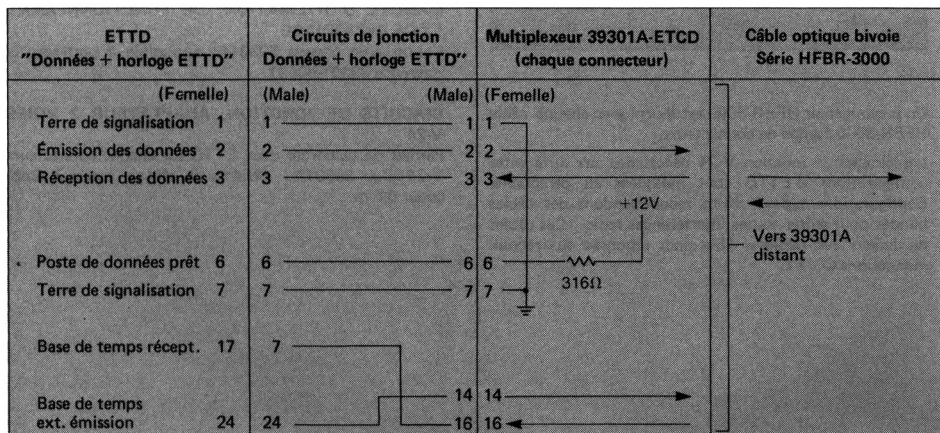 ETTD
"Données + horloge ETTD"
Circuits de jonction
Données + horloge ETTD"
Multiplexeur 39301A-ETCD
(chaque connecteur)
Câble optique bivoie
Série HFBR-3000
(Femelle) (Male) (Male) (Femelle)
Terre de signalisation 1 1 1 1
Émission des données 2 2 2 2
Réception des données 3 3 3 3
+12V
Poste de données prêt 6 6 6 6
316Ω
Vers 39301A
distant
Terre de signalisation 7 7 7 7
Base de temps récept. 17 7
14 14
Base de temps
ext. émission 24 24 16 16